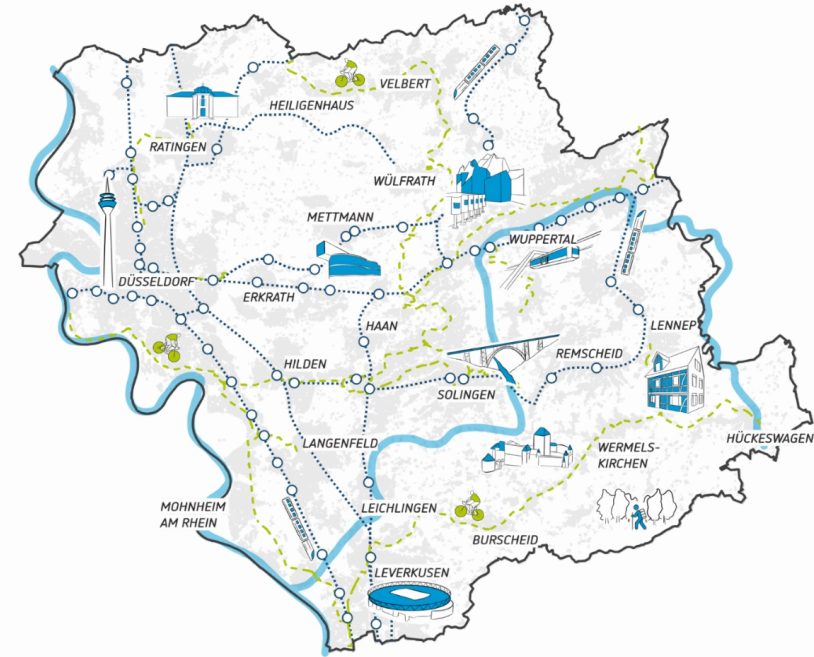 VELBERT
HEILIGENHAUS
RATINGEN
WÜLFRATH
METTMANN
WUPPERTAL
DÜSSELDORF
ERKRATH
HAAN
LENNEP
REMSCHEID
HILDEN
SOLINGEN
HÜCKESWAGEN
LANGENFELD
WERMELS-
KIRCHEN
MOHNHEIM
AM RHEIN
LEICHLINGEN
BURSCHEID
LEVERKUSEN